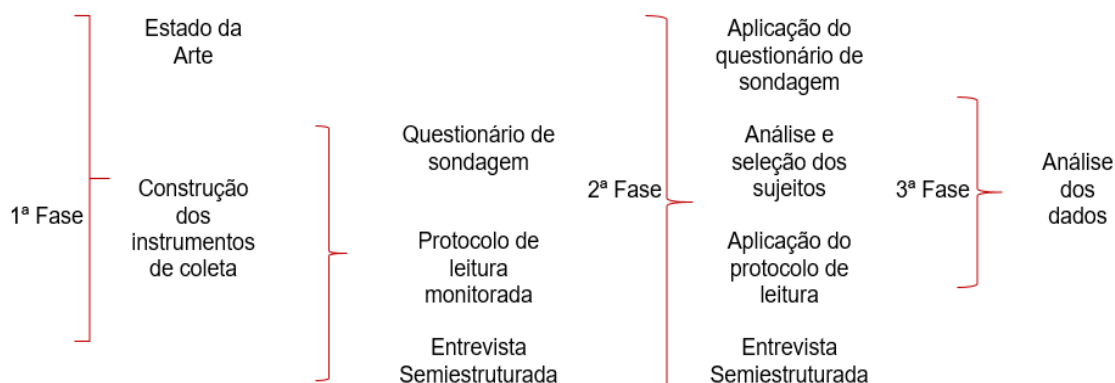 1ª Fase
Estado da
Arte
Construção
dos
instrumentos
de coleta
Questionário de
sondagem
Protocolo de
leitura
monitorada
Entrevista
Semiestruturada
2ª Fase
Aplicação do
questionário de
sondagem
Análise e
seleção dos
sujeitos
Aplicação do
protocolo de
leitura
Entrevista
Semiestruturada
3ª Fase
Análise
dos
dados